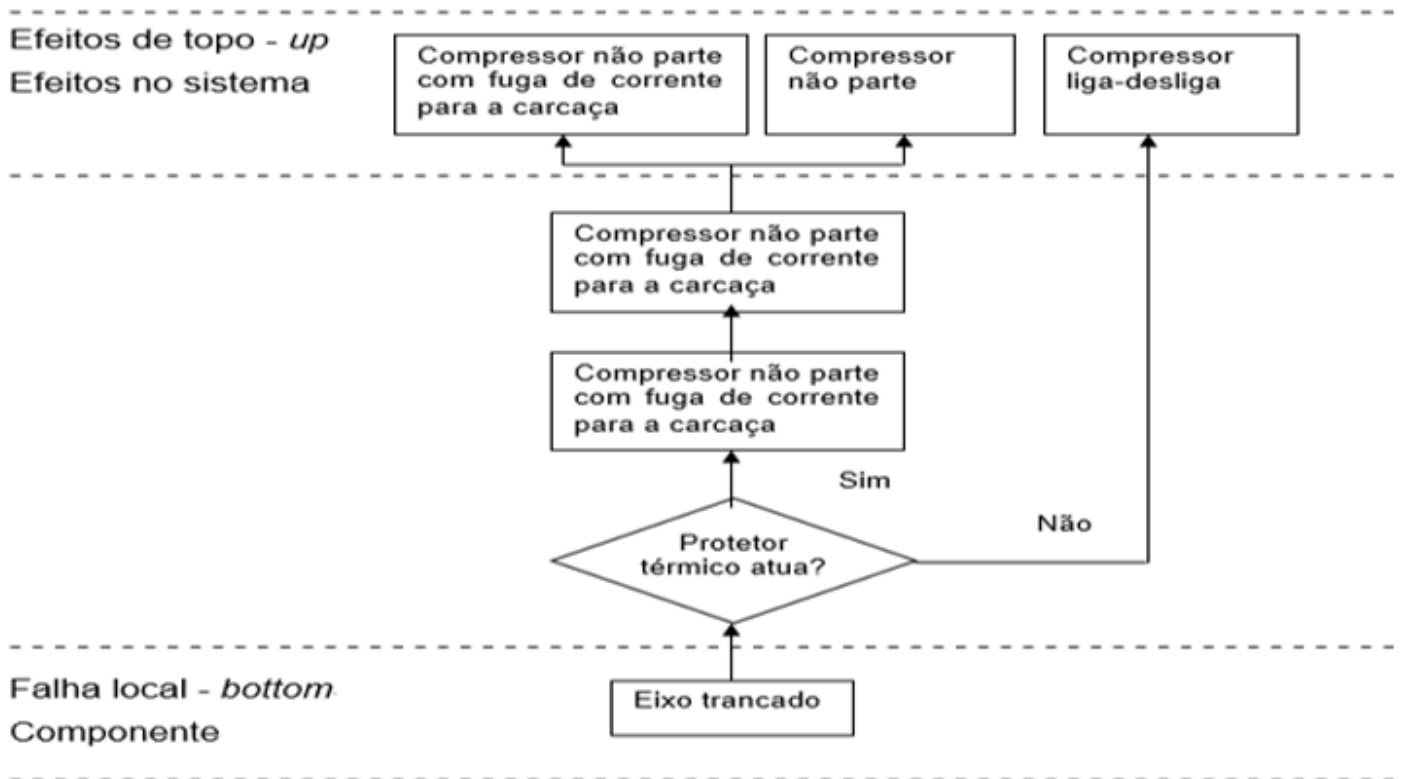 Efeitos de topo - up
Efeitos no sistema
Compressor não parte
com fuga de corrente
para a carcaça
Compressor
não parte
Compressor
liga-desliga
Compressor não parte
com fuga de corrente
para a carcaça
Compressor não parte
com fuga de corrente
para a carcaça
Sim
Não
Protetor
térmico atua?
Falha local - bottom
Componente
Eixo trancado